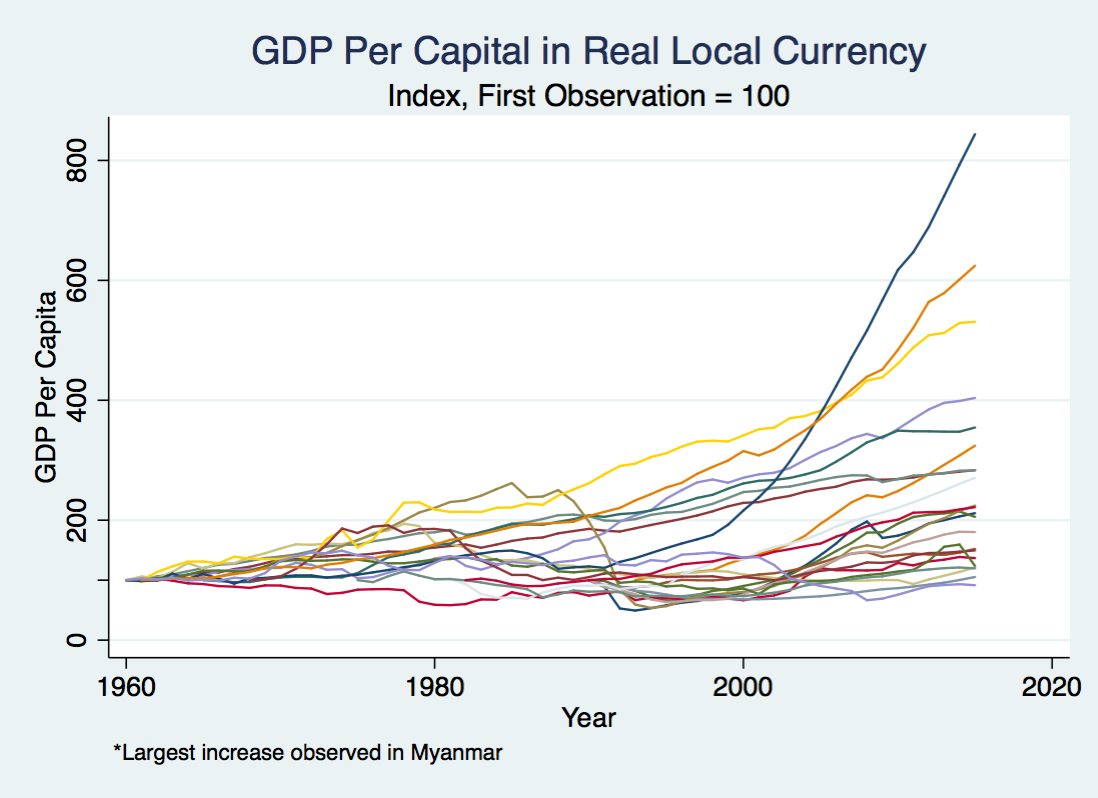 GDP Per Capital in Real Local Currency
Index, First Observation = 100
GDP Per Capita
800
600
400
200
0
1960 1980 2000 2020
Year
*Largest increase observed in Myanmar